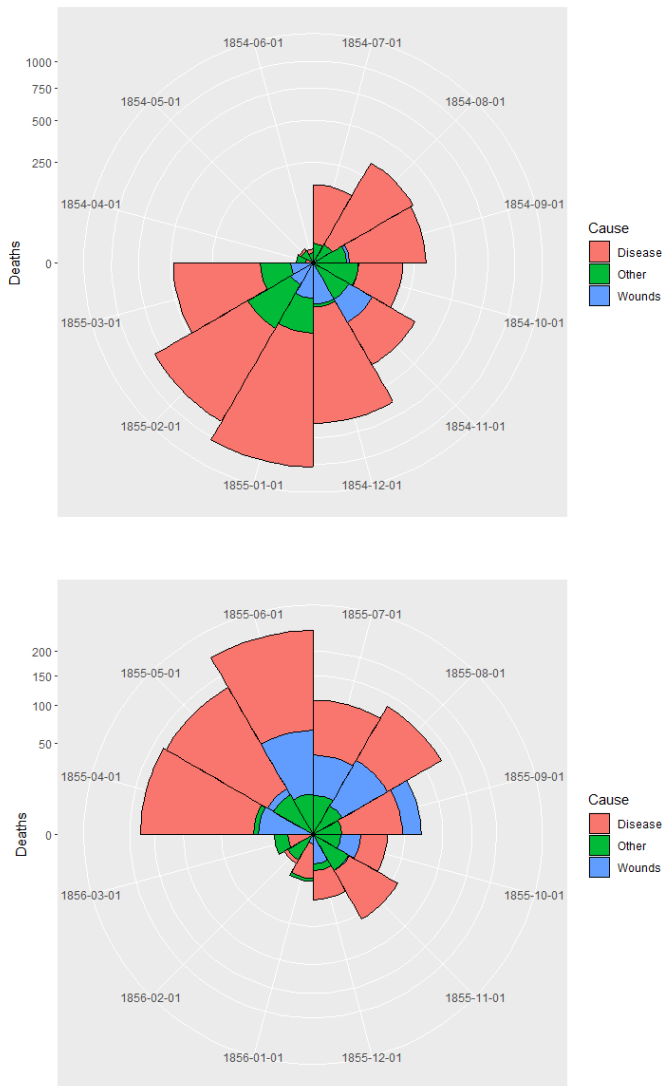 1854-06-01 1854-07-01
1000
750
1854-05-01 1854-08-01
500
250
1854-04-01 1854-09-01
Cause
Deaths
Disease
0
Other
Wounds
1855-03-01 1854-10-01
1855-02-01 1854-11-01
1855-01-01 1854-12-01
1855-06-01 1855-07-01
200
1855-05-01 1855-08-01
150
100
50
1855-04-01 1855-09-01
Cause
Deaths
Disease
0
Other
Wounds
1856-03-01 1855-10-01
1856-02-01 1855-11-01
1856-01-01 1855-12-01